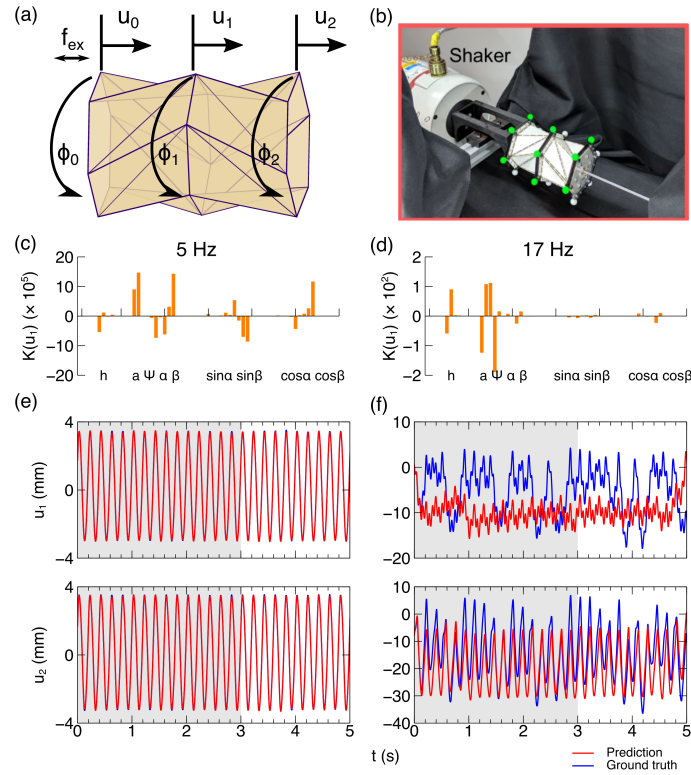 (a)
u0 u1 u2
fex
ϕ0 ϕ1 ϕ2
(b)
Shaker
(c) 5 Hz
K(u1) (× 10^5)
20
10
0
−10
−20
h a Ψ α β sinα sinβ cosα cosβ
(d) 17 Hz
K(u1) (× 10^2)
2
1
0
−1
−2
h a Ψ α β sinα sinβ cosα cosβ
(e)
u1 (mm)
4
0
−4
u2 (mm)
4
0
−4
0 1 2 3 4 5
(f)
10
0
−10
−20
10
0
−10
−20
−30
−40
0 1 2 3 4 5
t (s)
Prediction
Ground truth